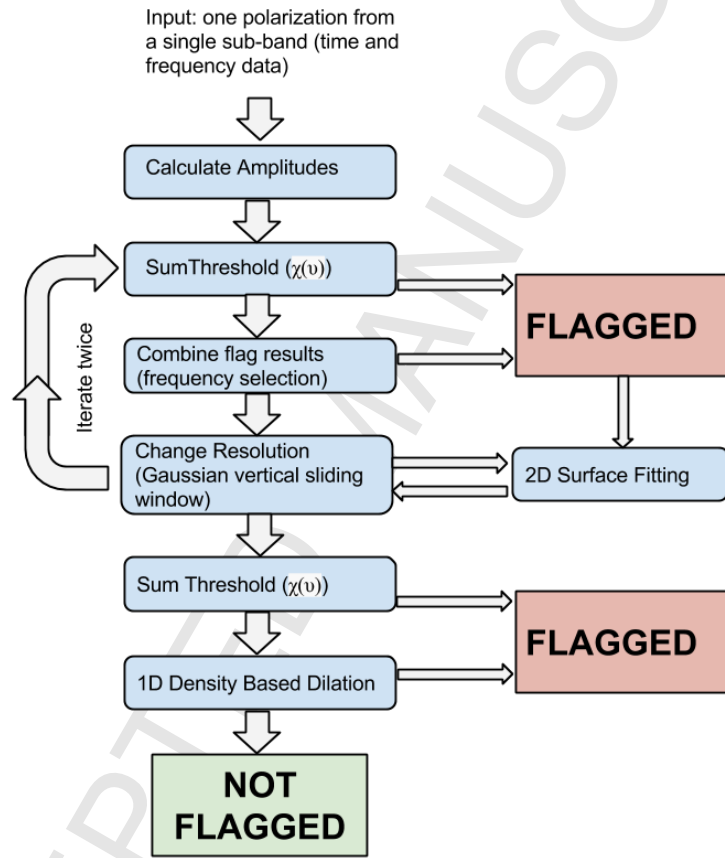 Input: one polarization from
a single sub-band (time and
frequency data)
Calculate Amplitudes
SumThreshold (χ(υ))
FLAGGED
Combine flag results
(frequency selection)
Iterate twice
Change Resolution
(Gaussian vertical sliding
window)
2D Surface Fitting
Sum Threshold (χ(υ))
FLAGGED
1D Density Based Dilation
NOT
FLAGGED